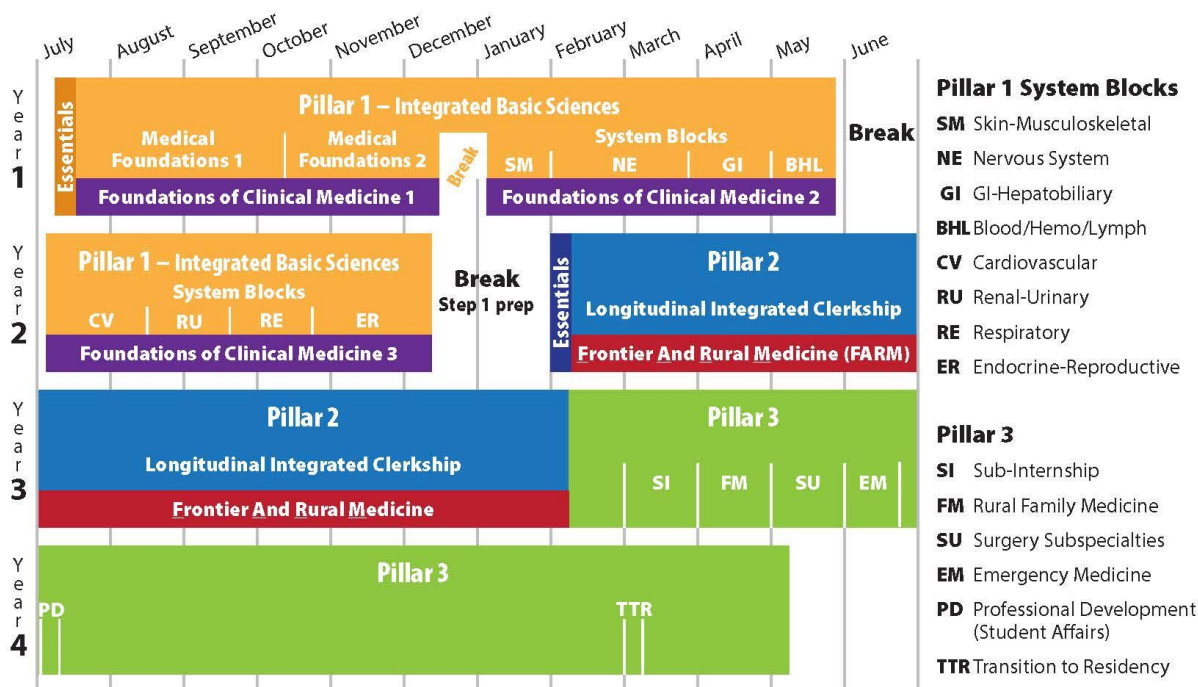 July August September October November December January February March April May June
Year 1
Essentials
Pillar 1 – Integrated Basic Sciences
Medical
Foundations 1
Medical
Foundations 2
Break
System Blocks
SM NE GI BHL
Foundations of Clinical Medicine 1
Foundations of Clinical Medicine 2
Break
Year 2
Pillar 1 – Integrated Basic Sciences
System Blocks
CV RU RE ER
Foundations of Clinical Medicine 3
Break
Step 1 prep
Essentials
Pillar 2
Longitudinal Integrated Clerkship
Frontier And Rural Medicine (FARM)
Year 3
Pillar 2
Longitudinal Integrated Clerkship
Frontier And Rural Medicine
Pillar 3
SI FM SU EM
Year 4
Pillar 3
PD
TTR
Pillar 1 System Blocks
SM Skin-Musculoskeletal
NE Nervous System
GI GI-Hepatobiliary
BHL Blood/Hemo/Lymph
CV Cardiovascular
RU Renal-Urinary
RE Respiratory
ER Endocrine-Reproductive
Pillar 3
SI Sub-Internship
FM Rural Family Medicine
SU Surgery Subspecialties
EM Emergency Medicine
PD Professional Development
(Student Affairs)
TTR Transition to Residency